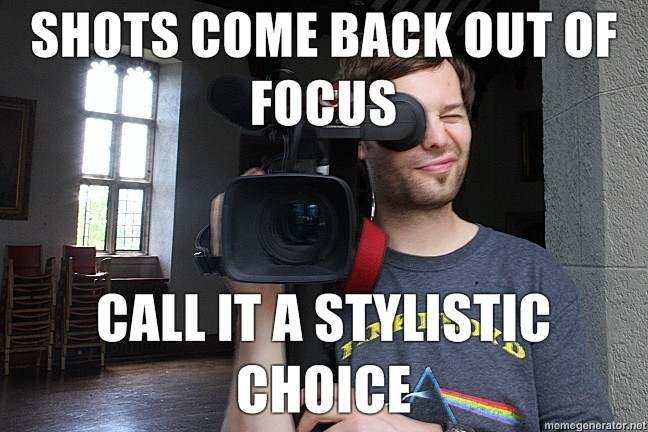 SHOTS COME BACK OUT OF
FOCUS
CALL IT A STYLISTIC
CHOICE
memegenerator.net